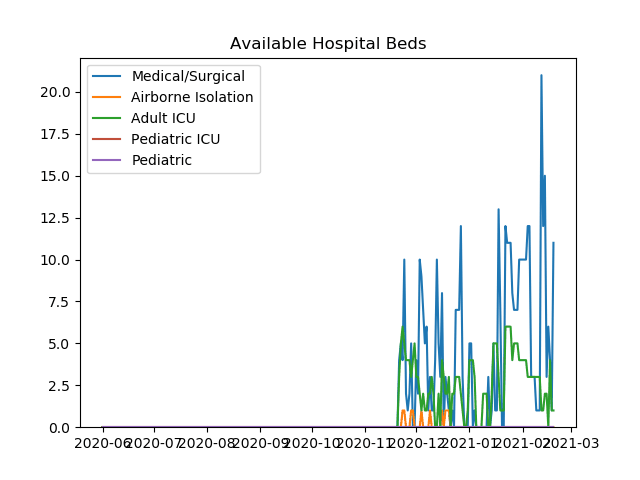 Available Hospital Beds
Medical/Surgical
Airborne Isolation
Adult ICU
Pediatric ICU
Pediatric
20.0
17.5
15.0
12.5
10.0
7.5
5.0
2.5
0.0
2020-06 2020-07 2020-08 2020-09 2020-10 2020-11 2020-12 2021-01 2021-02 2021-03